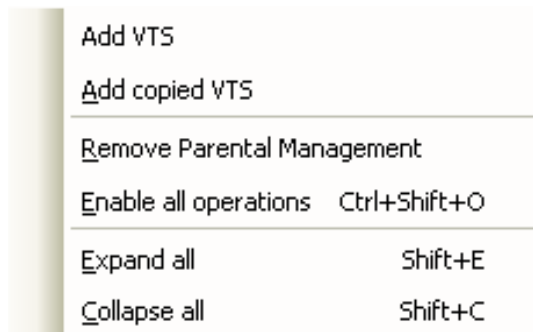 Add VTS
Add copied VTS
Remove Parental Management
Enable all operations Ctrl+Shift+O
Expand all Shift+E
Collapse all Shift+C